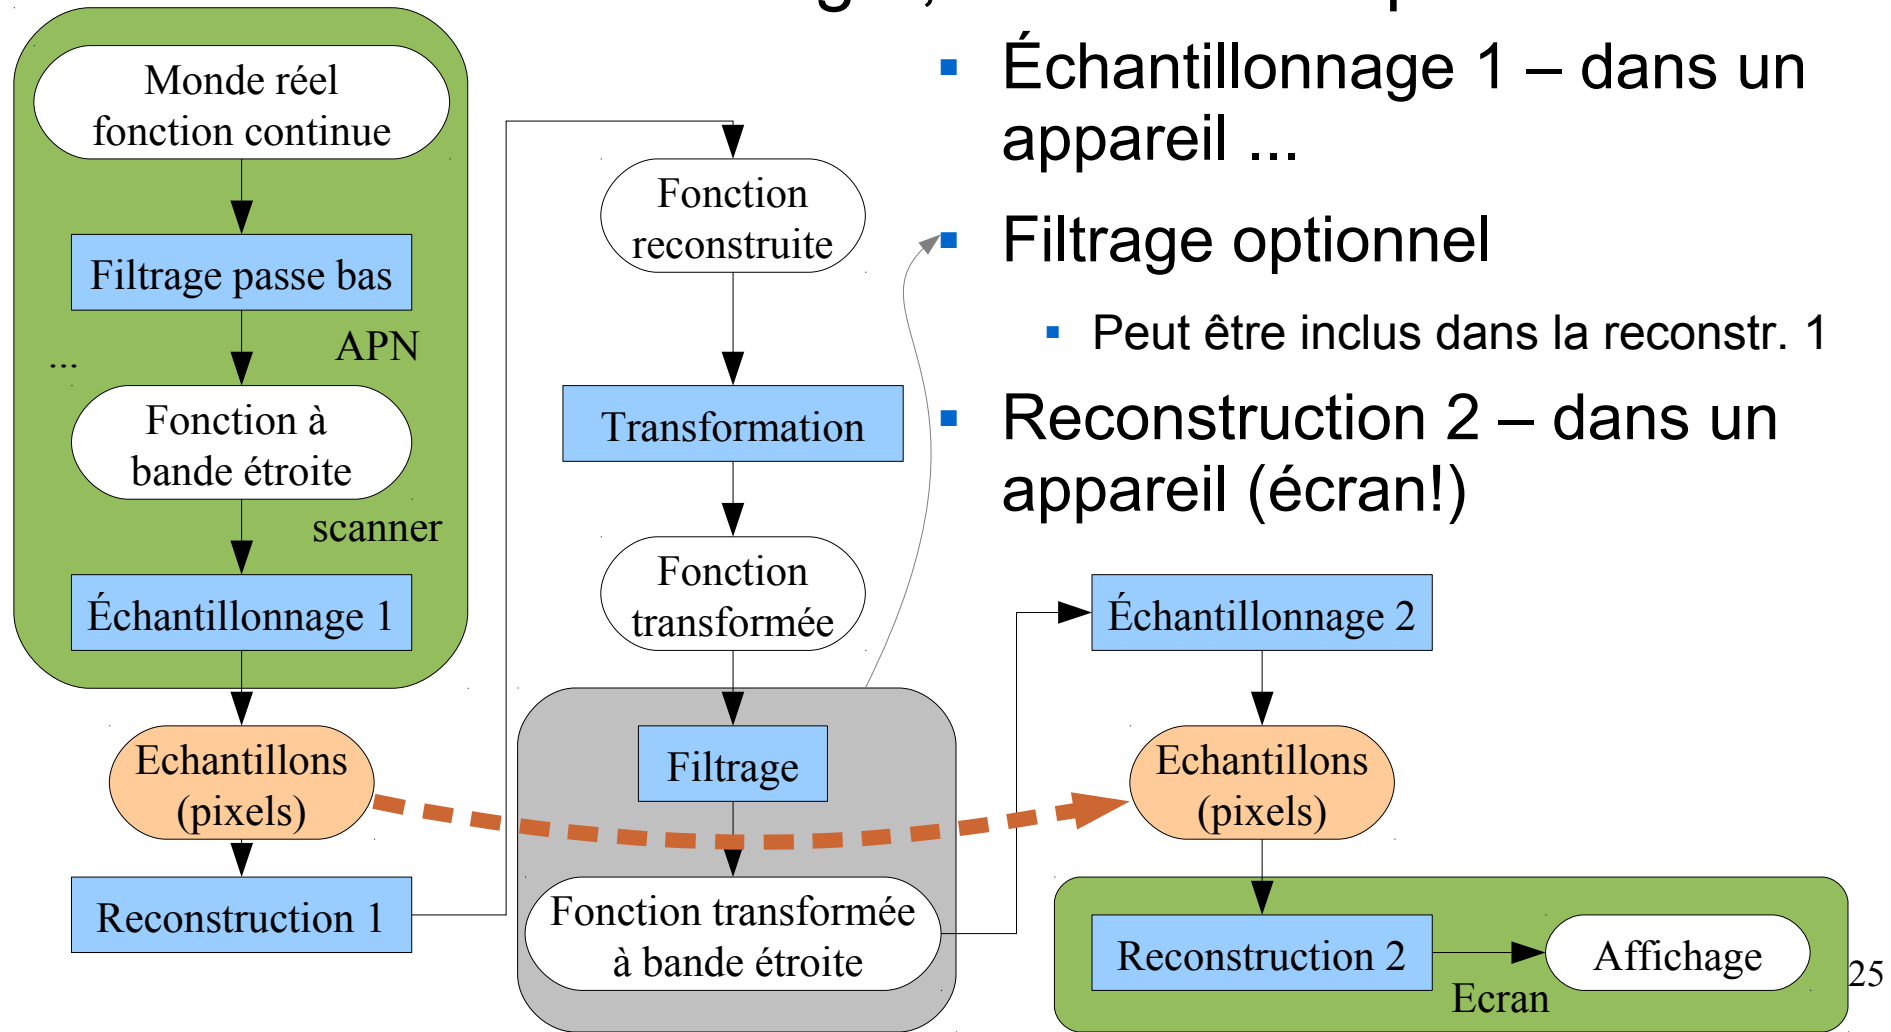 Monde réel
fonction continue
Filtrage passe bas
APN
...
Fonction à
bande étroite
scanner
Échantillonnage 1
Echantillons
(pixels)
Reconstruction 1
Fonction
reconstruite
Transformation
Fonction
transformée
Filtrage
Fonction transformée
à bande étroite
▪ Échantillonnage 1 – dans un
appareil ...
▪ Filtrage optionnel
▪ Peut être inclus dans la reconstr. 1
▪ Reconstruction 2 – dans un
appareil (écran!)
Échantillonnage 2
Echantillons
(pixels)
Reconstruction 2
Ecran
Affichage
25